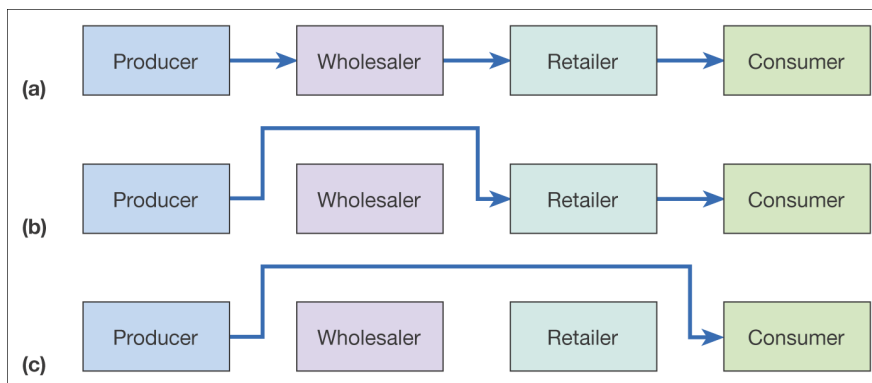 Producer Wholesaler Retailer Consumer
(a)
Producer Wholesaler Retailer Consumer
(b)
Producer Wholesaler Retailer Consumer
(c)